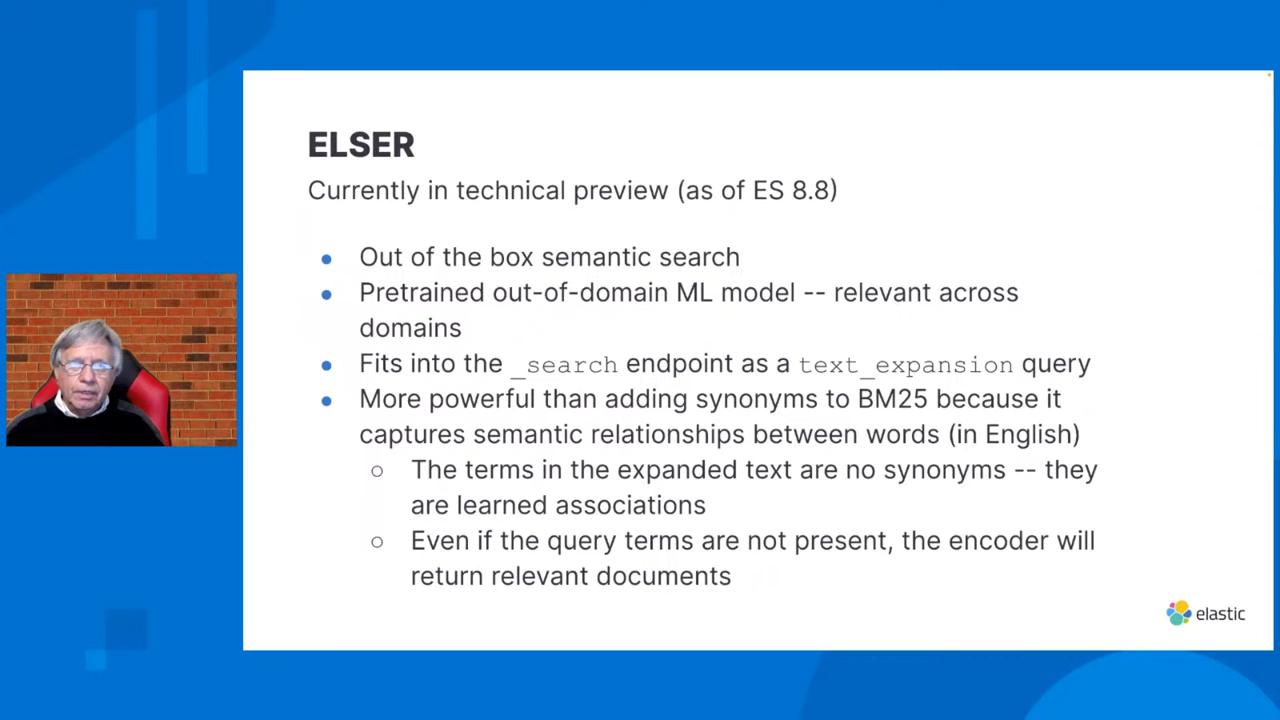 ELSER
Currently in technical preview (as of ES 8.8)
● Out of the box semantic search
● Pretrained out-of-domain ML model -- relevant across
domains
● Fits into the _search endpoint as a text_expansion query
● More powerful than adding synonyms to BM25 because it
captures semantic relationships between words (in English)
○ The terms in the expanded text are no synonyms -- they
are learned associations
○ Even if the query terms are not present, the encoder will
return relevant documents
elastic